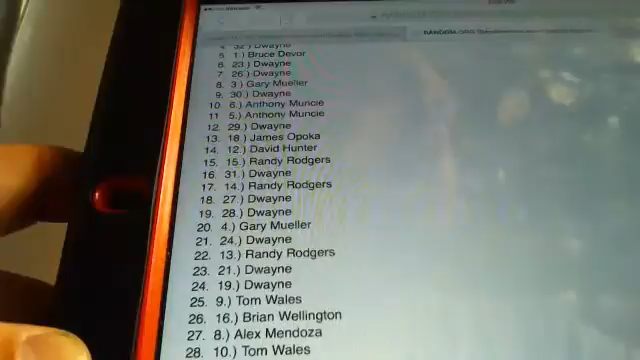 4. 32.) Dwayne
5. 1.) Bruce Devor
6. 23.) Dwayne
7. 26.) Dwayne
8. 3.) Gary Mueller
9. 30.) Dwayne
10. 6.) Anthony Muncie
11. 5.) Anthony Muncie
12. 29.) Dwayne
13. 18.) James Opoka
14. 12.) David Hunter
15. 15.) Randy Rodgers
16. 31.) Dwayne
17. 14.) Randy Rodgers
18. 27.) Dwayne
19. 28.) Dwayne
20. 4.) Gary Mueller
21. 24.) Dwayne
22. 13.) Randy Rodgers
23. 21.) Dwayne
24. 19.) Dwayne
25. 9.) Tom Wales
26. 16.) Brian Wellington
27. 8.) Alex Mendoza
28. 10.) Tom Wales